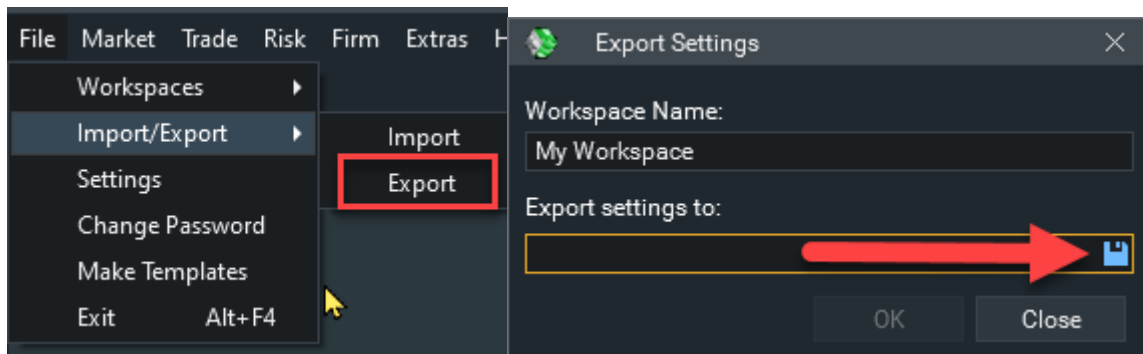 File Market Trade Risk Firm Extras H
Workspaces
Import/Export
Import
Export
Settings
Change Password
Make Templates
Exit Alt+F4
Export Settings
Workspace Name:
My Workspace
Export settings to:
OK Close